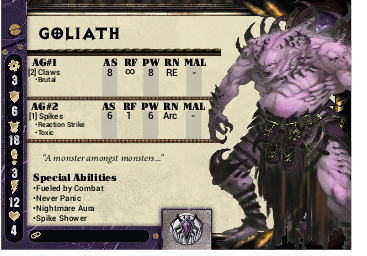 GOLIATH
AG#1 AS RF PW RN MAL
[2] Claws 8 ∞ 8 RE -
•Brutal
AG#2 AS RF PW RN MAL
[1] Spikes 6 1 6 Arc -
•Reaction Strike
•Toxic
"A monster amongst monsters..."
Special Abilities
•Fueled by Combat
•Never Panic
•Nightmare Aura
•Spike Shower
3
6
18
3
12
4